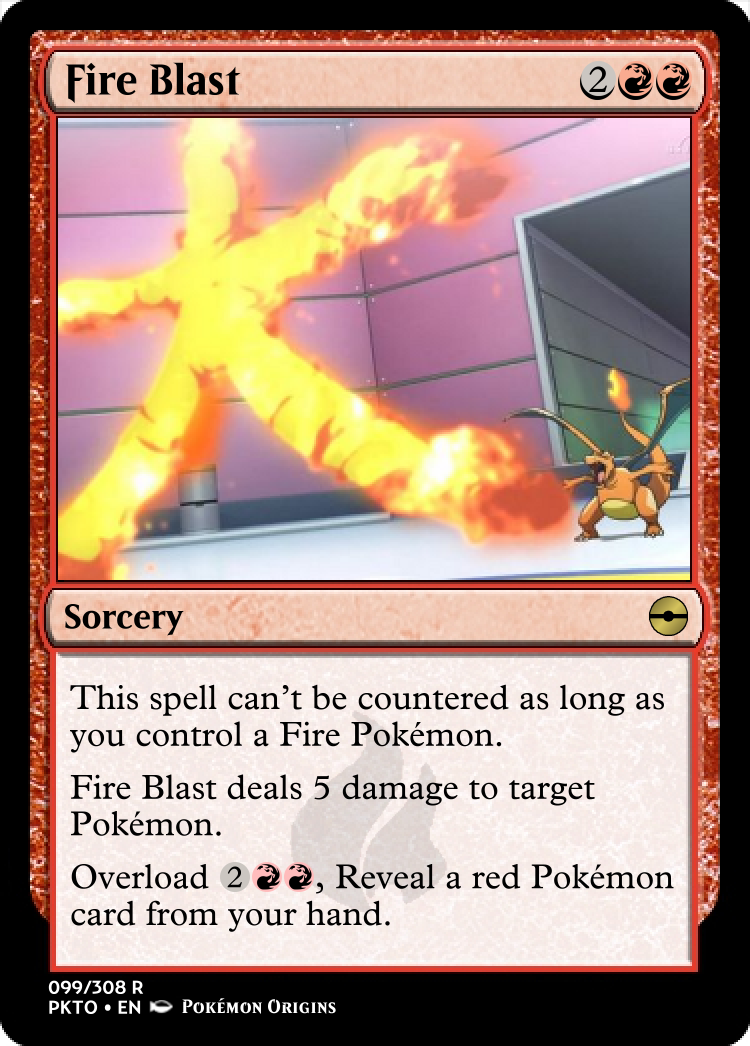 Fire Blast 2
Sorcery
This spell can't be countered as long as
you control a Fire Pokémon.
Fire Blast deals 5 damage to target
Pokémon.
Overload 2, Reveal a red Pokémon
card from your hand.
099/308 R
PKTO • EN Pokémon Origins